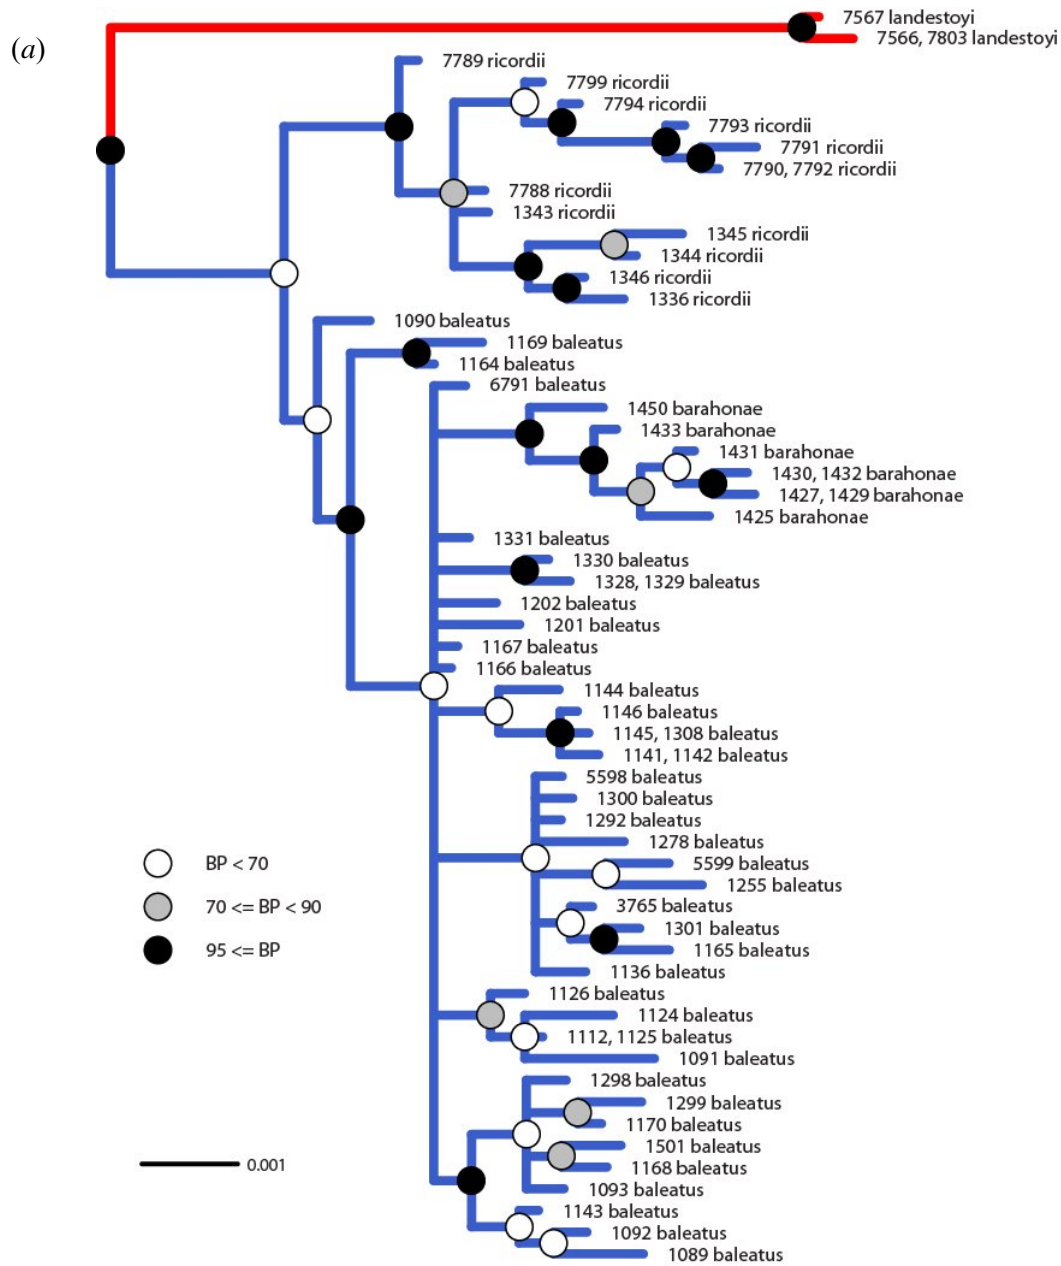 (a)
7567 landestoyi
7566, 7803 landestoyi
7789 ricordii
7799 ricordii
7794 ricordii
7793 ricordii
7791 ricordii
7790, 7792 ricordii
7788 ricordii
1343 ricordii
1345 ricordii
1344 ricordii
1346 ricordii
1336 ricordii
1090 baleatus
1169 baleatus
1164 baleatus
6791 baleatus
1450 barahonae
1433 barahonae
1431 barahonae
1430, 1432 barahonae
1427, 1429 barahonae
1425 barahonae
1331 baleatus
1330 baleatus
1328, 1329 baleatus
1202 baleatus
1201 baleatus
1167 baleatus
1166 baleatus
1144 baleatus
1146 baleatus
1145, 1308 baleatus
1141, 1142 baleatus
5598 baleatus
1300 baleatus
1292 baleatus
1278 baleatus
5599 baleatus
1255 baleatus
3765 baleatus
1301 baleatus
1165 baleatus
1136 baleatus
1126 baleatus
1124 baleatus
1112, 1125 baleatus
1091 baleatus
1298 baleatus
1299 baleatus
1170 baleatus
1501 baleatus
1168 baleatus
1093 baleatus
1143 baleatus
1092 baleatus
1089 baleatus
BP < 70
70 <= BP < 90
95 <= BP
0.001